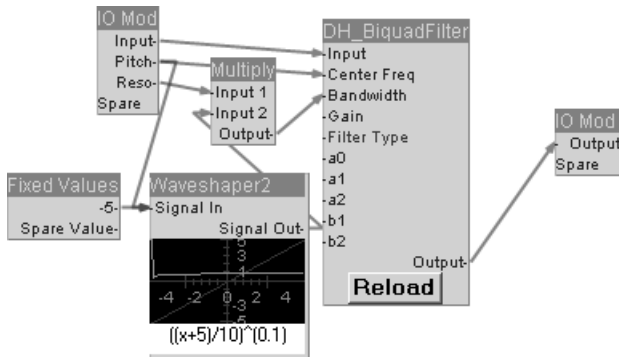 IO Mod
Input
Pitch
Reso
Spare
Multiply
Input 1
Input 2
Output
DH_BiquadFilter
Input
Center Freq
Bandwidth
Gain
Filter Type
a0
a1
a2
b1
b2
Output
Reload
IO Mod
Output
Spare
Fixed Values
-5
Spare Value
Waveshaper2
Signal In
Signal Out
5
3
1
-4 -2 0 2 4
-3
-5
((x+5)/10)^(0.1)